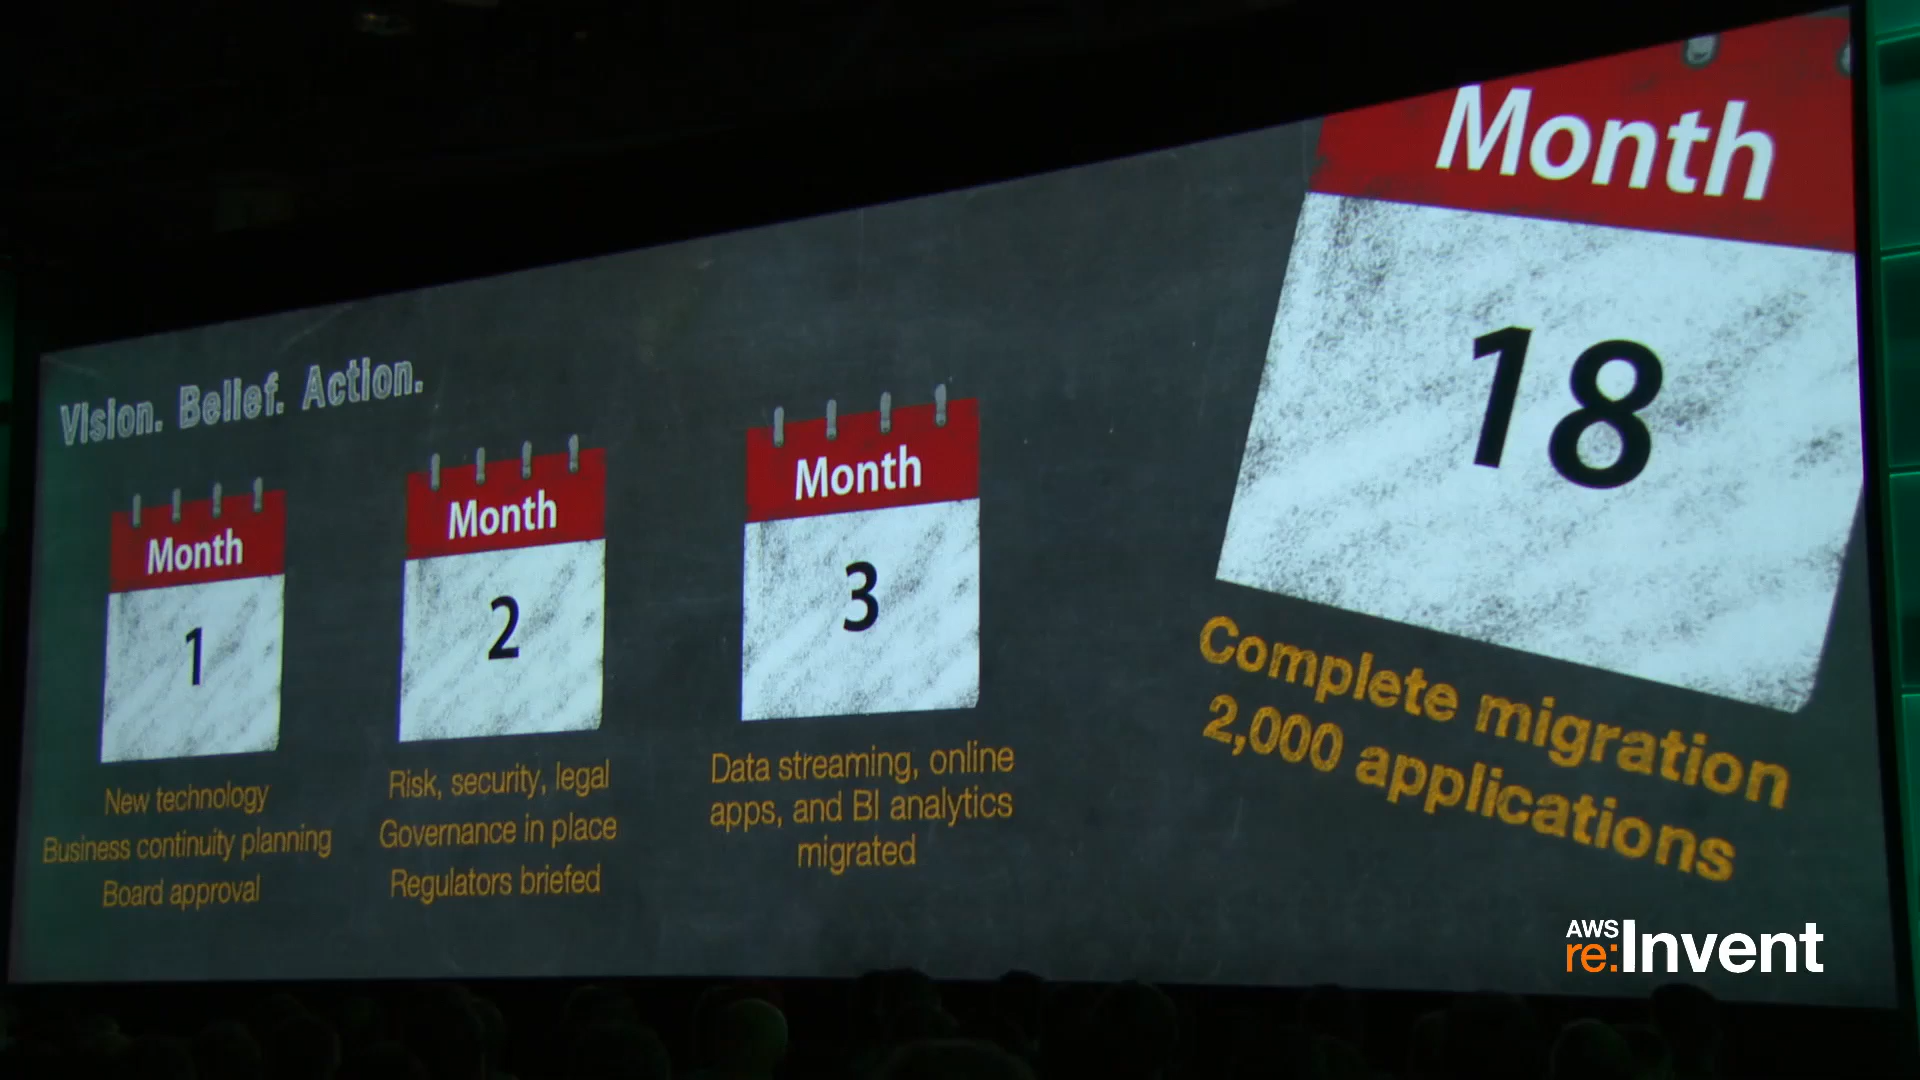 Vision. Belief. Action.
Month
1
New technology
Business continuity planning
Board approval
Month
2
Risk, security, legal
Governance in place
Regulators briefed
Month
3
Data streaming, online
apps, and BI analytics
migrated
Month
18
Complete migration
2,000 applications
AWS
re:Invent